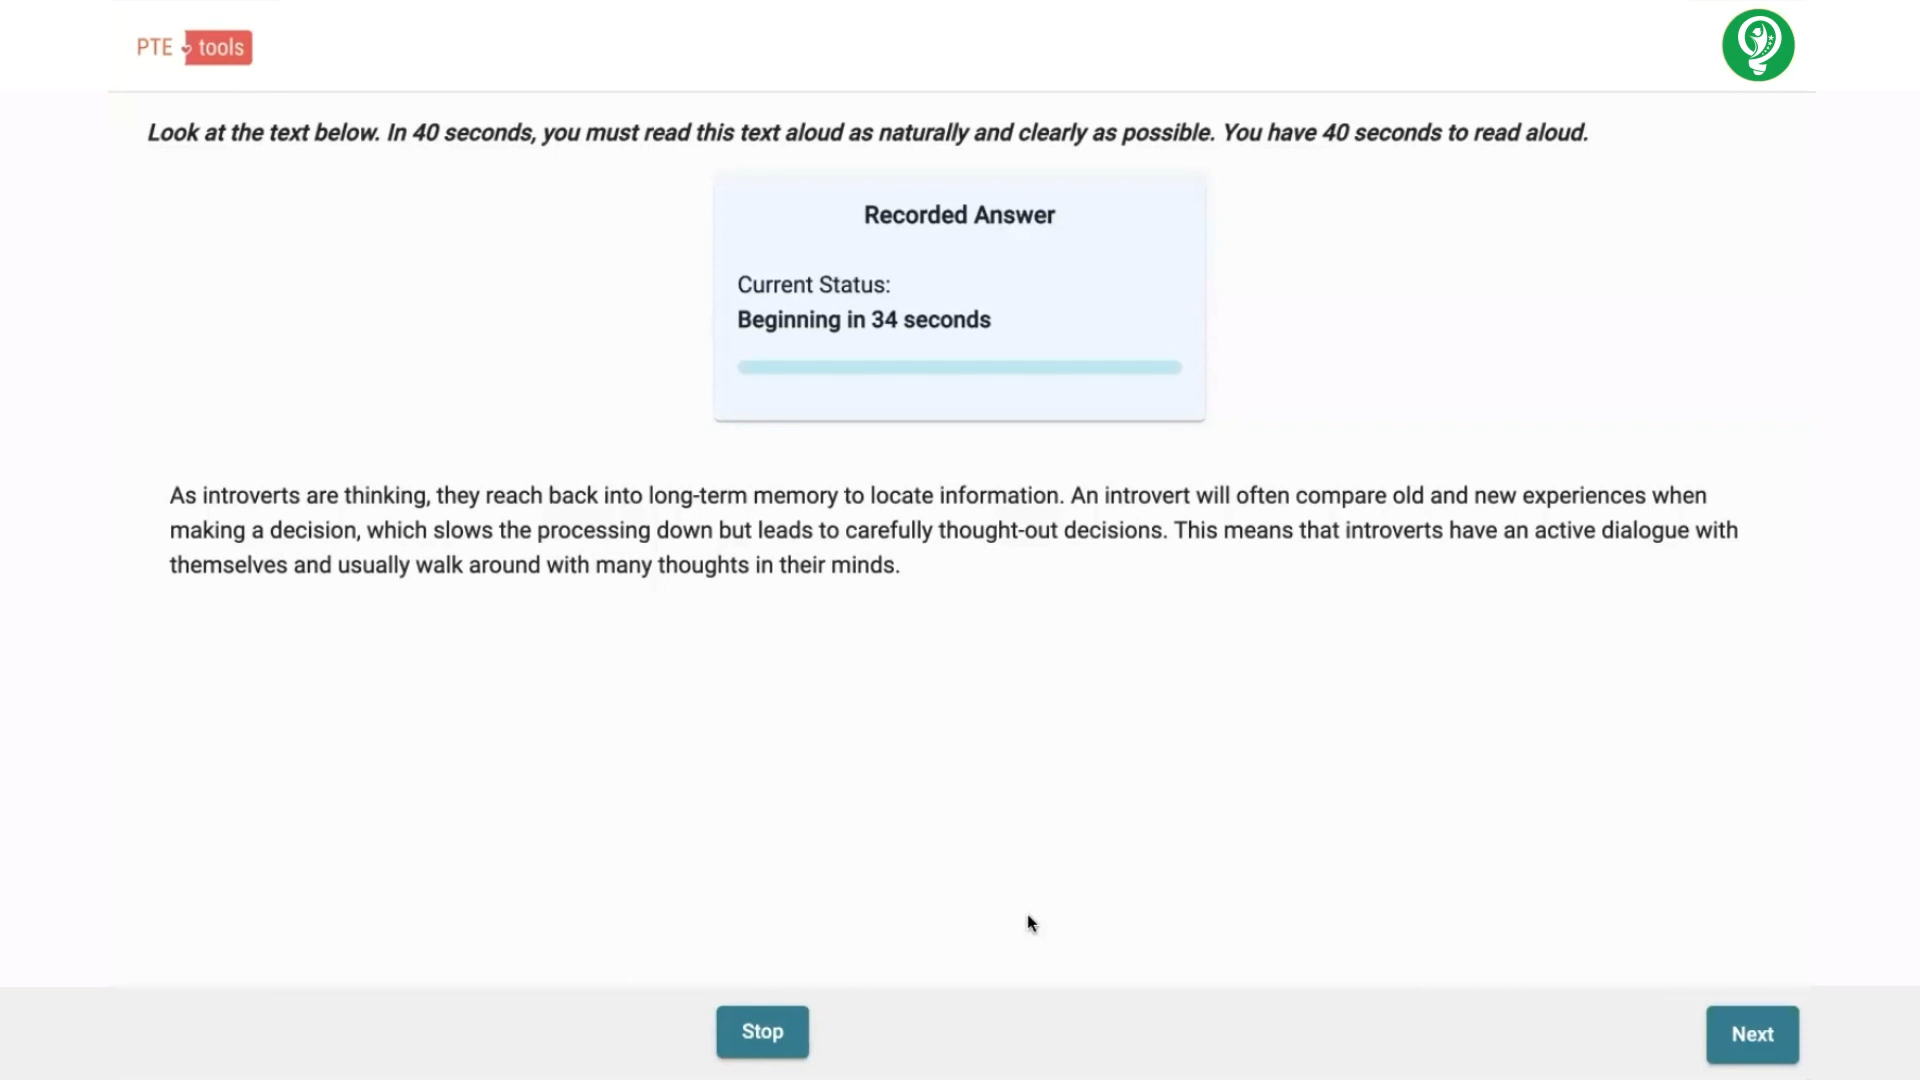 PTE tools
Look at the text below. In 40 seconds, you must read this text aloud as naturally and clearly as possible. You have 40 seconds to read aloud.
Recorded Answer
Current Status:
Beginning in 34 seconds
As introverts are thinking, they reach back into long-term memory to locate information. An introvert will often compare old and new experiences when
making a decision, which slows the processing down but leads to carefully thought-out decisions. This means that introverts have an active dialogue with
themselves and usually walk around with many thoughts in their minds.
Stop
Next